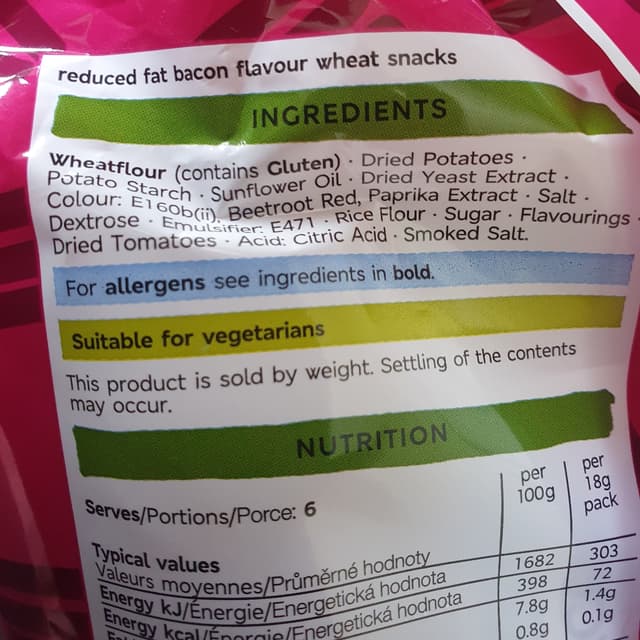 reduced fat bacon flavour wheat snacks
INGREDIENTS
Wheatflour (contains Gluten) · Dried Potatoes ·
Potato Starch · Sunflower Oil · Dried Yeast Extract ·
Colour: E160b(ii), Beetroot Red, Paprika Extract · Salt ·
Dextrose · Emulsifier: E471 · Rice Flour · Sugar · Flavourings ·
Dried Tomatoes · Acid: Citric Acid · Smoked Salt.
For allergens see ingredients in bold.
Suitable for vegetarians
This product is sold by weight. Settling of the contents
may occur.
NUTRITION
Serves/Portions/Porce: 6
per 100g
per 18g pack
Typical values
Valeurs moyennes/Průměrné hodnoty
Energy kJ/Énergie/Energetická hodnota 1682 303
Energy kcal/Énergie/Energetická hodnota 398 72
7.8g 1.4g
0.8g 0.1g